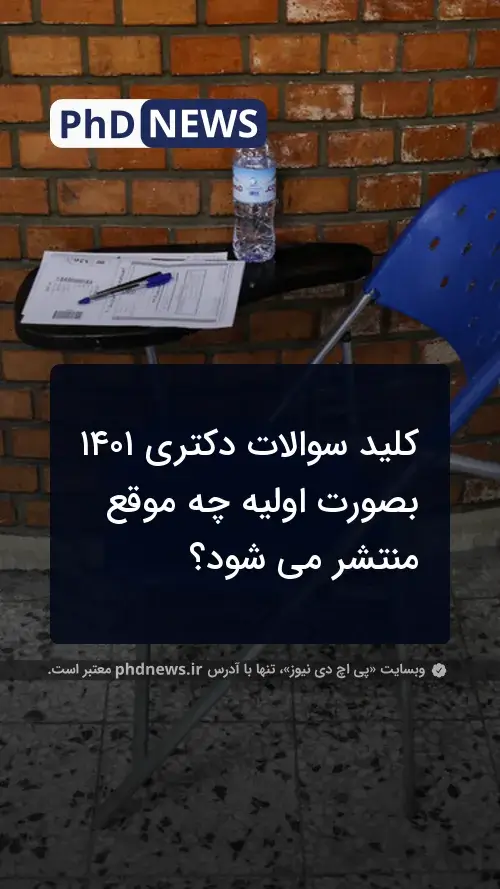 PhD NEWS
کلید سوالات دکتری ۱۴۰۱
بصورت اولیه چه موقع
منتشر می شود؟
وبسایت «پی اچ دی نیوز»، تنها با آدرس phdnews.ir معتبر است.